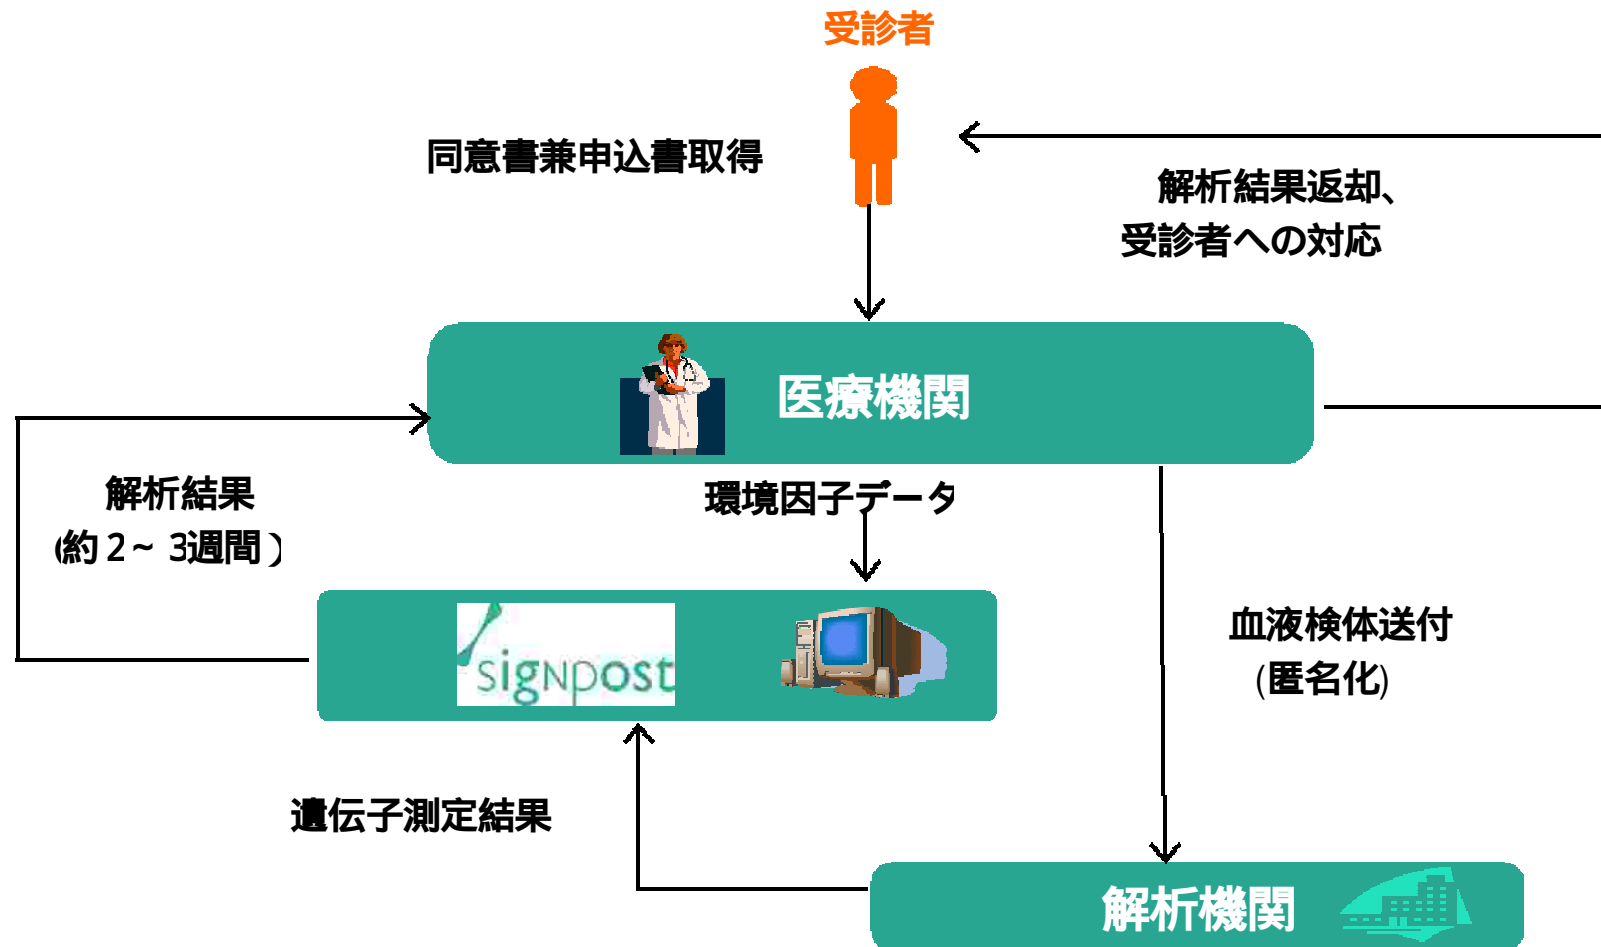 受診者
同意書兼申込書取得
解析結果返却、
受診者への対応
医療機関
解析結果
(約2～3週間)
環境因子データ
signpost
血液検体送付
(匿名化)
遺伝子測定結果
解析機関